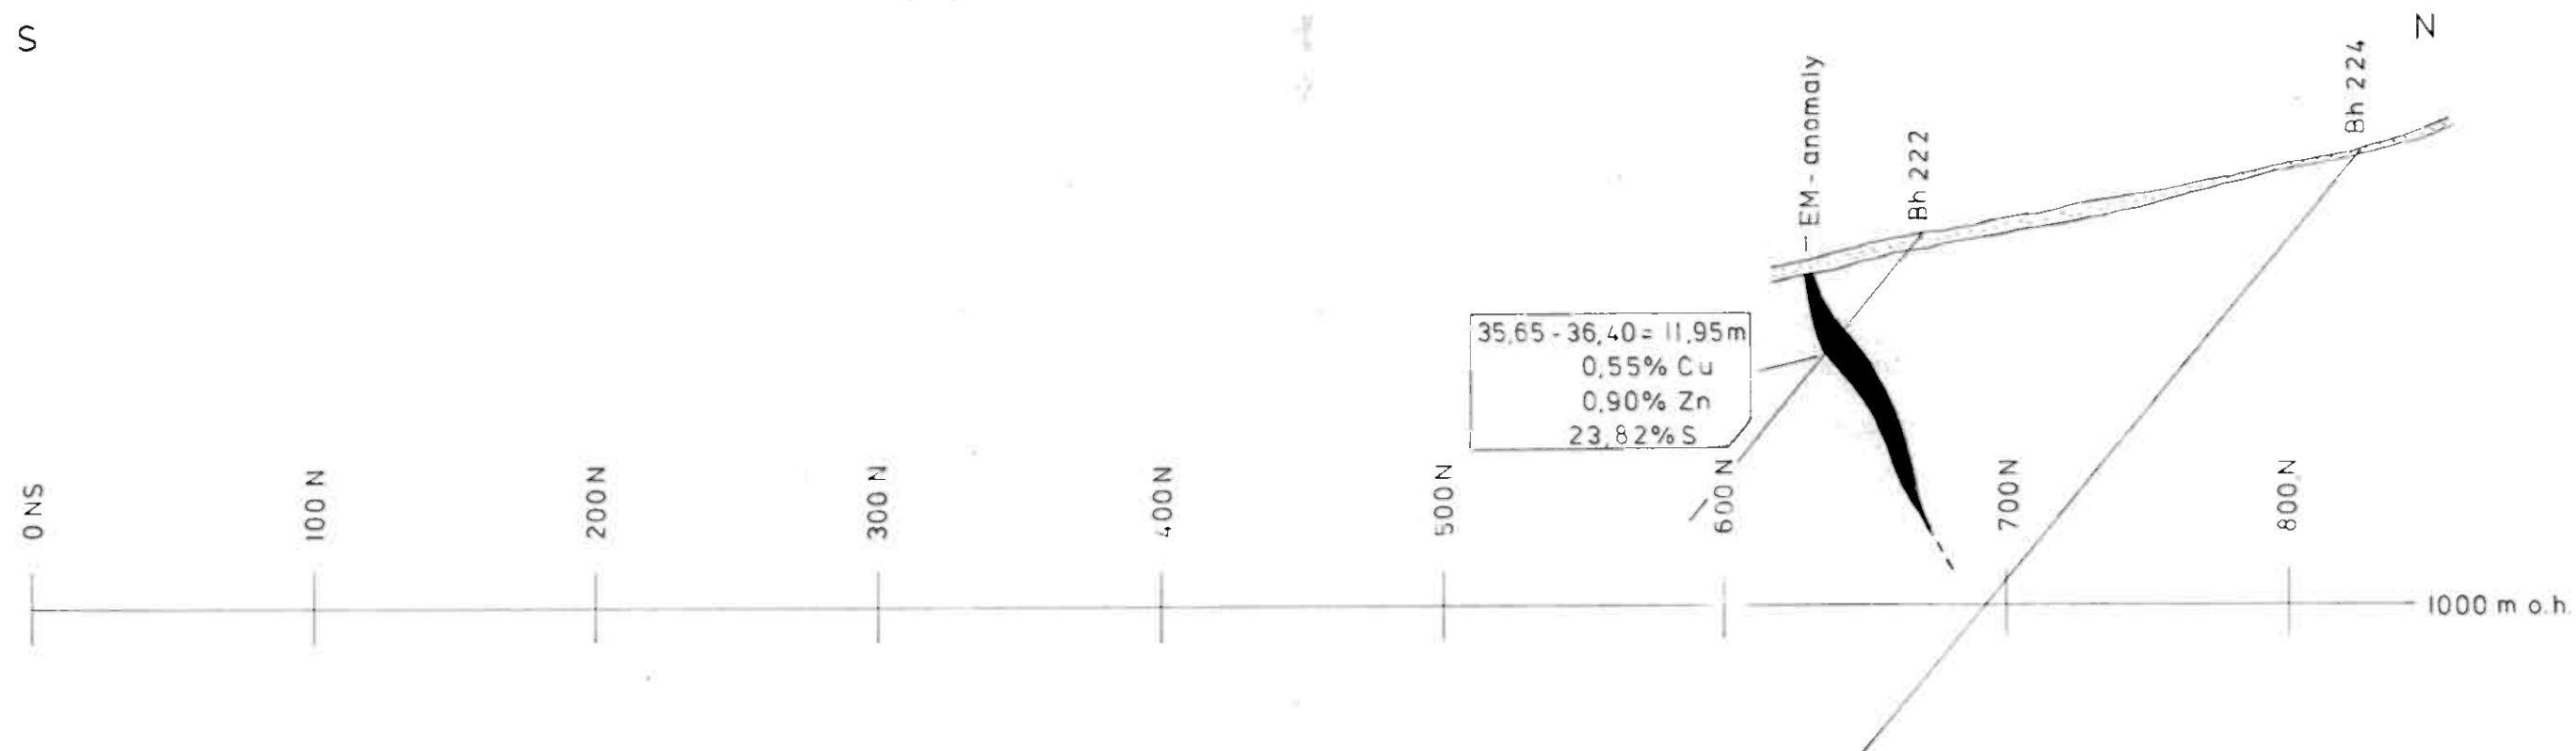 S
N
EM-anomaly
Bh 222
Bh 224
35,65-36,40=11,95m
0,55% Cu
0,90% Zn
23,82% S
0 NS
100 N
200 N
300 N
400 N
500 N
600 N
700 N
800 N
1000 m o.h.